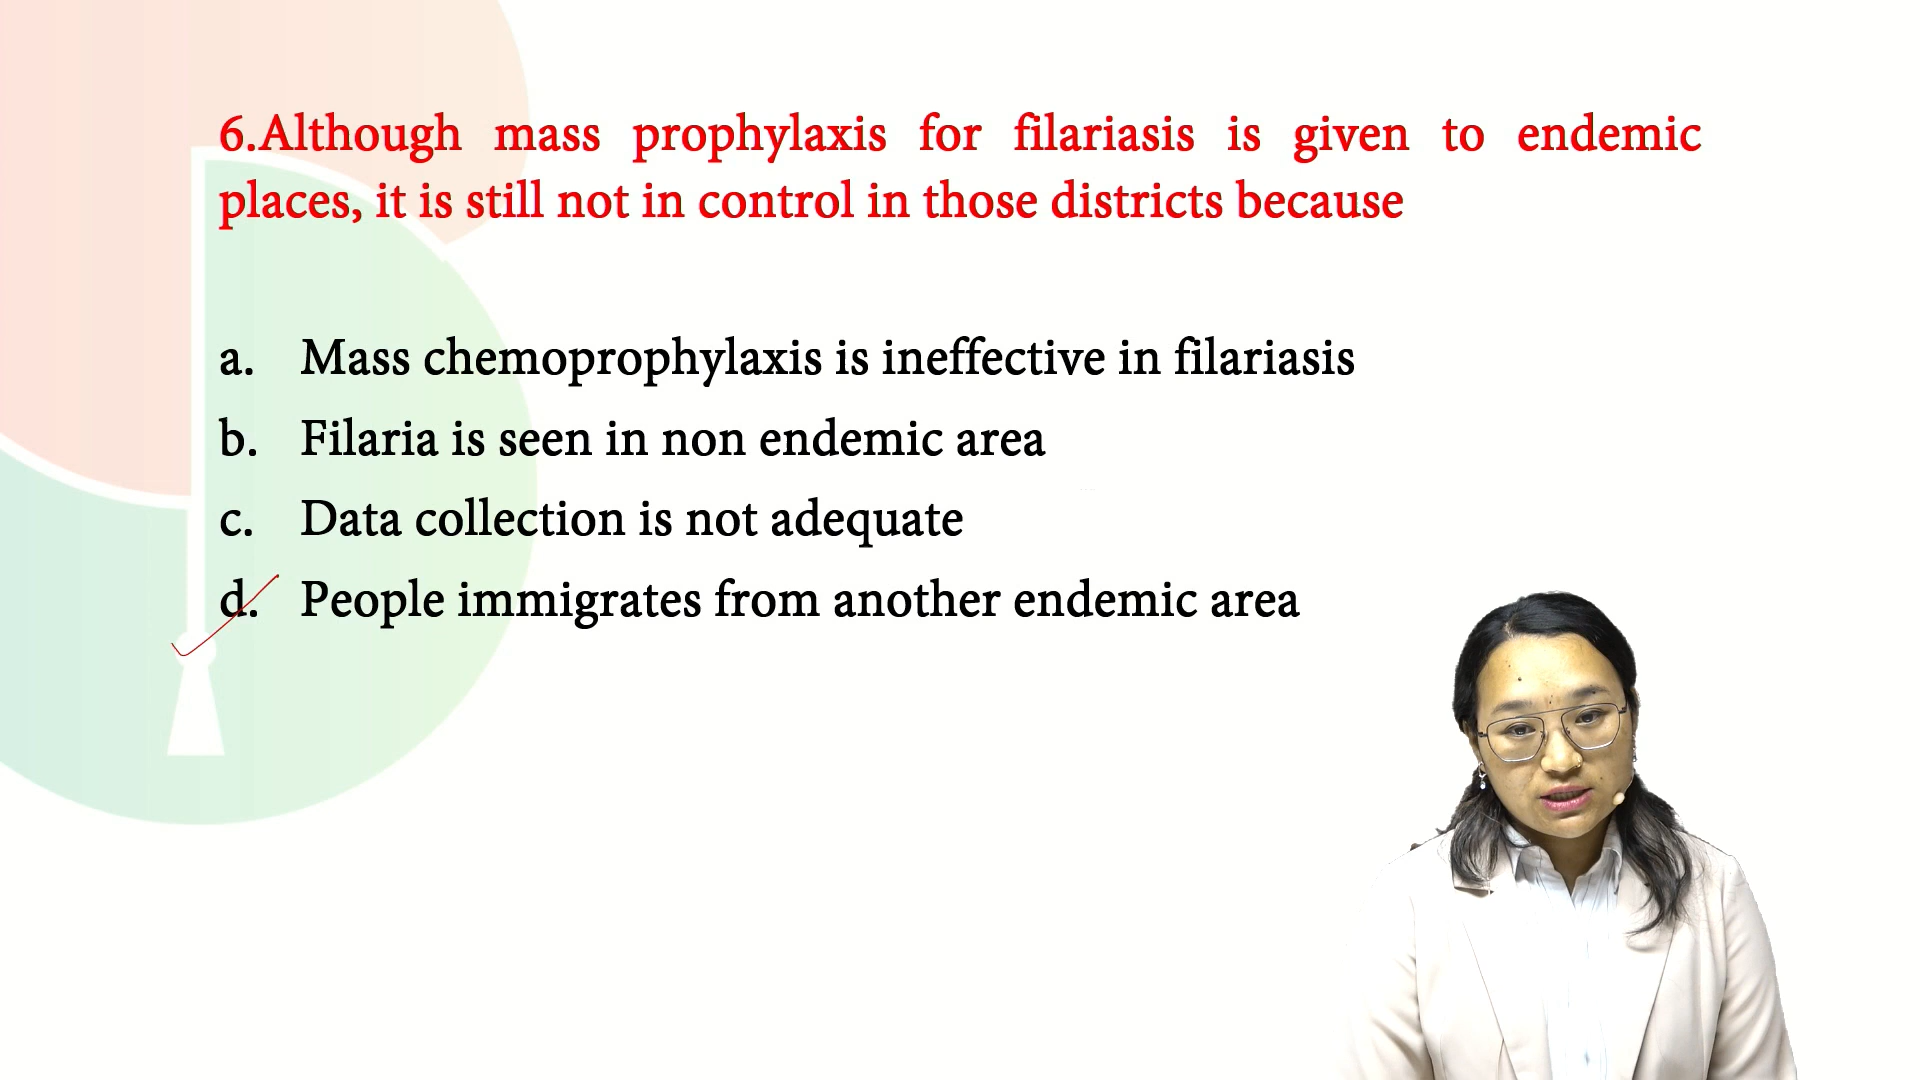 6.Although mass prophylaxis for filariasis is given to endemic
places, it is still not in control in those districts because
a. Mass chemoprophylaxis is ineffective in filariasis
b. Filaria is seen in non endemic area
c. Data collection is not adequate
d. People immigrates from another endemic area